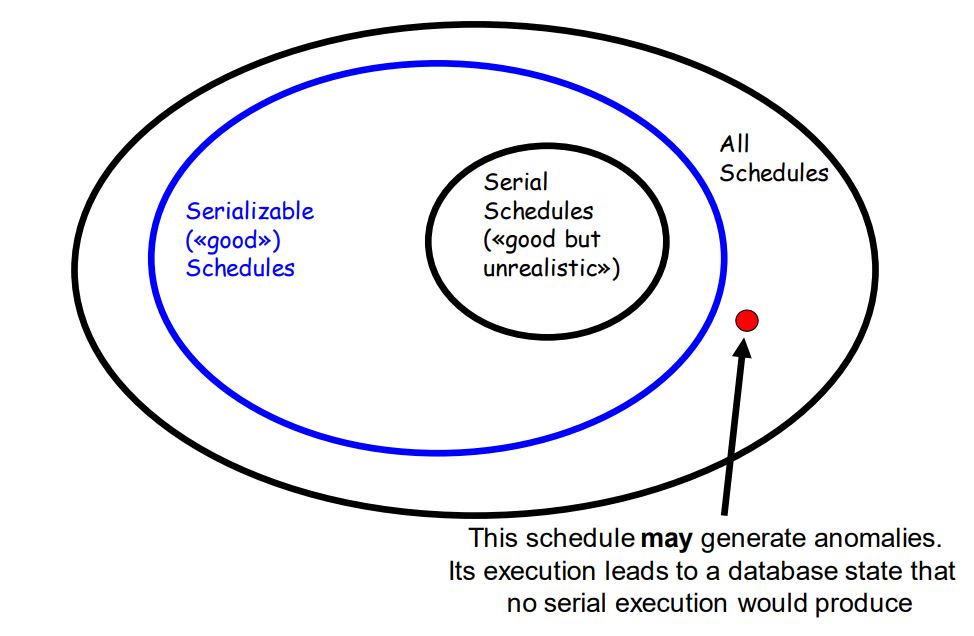 All
Schedules
Serializable
(«good»)
Schedules
Serial
Schedules
(«good but
unrealistic»)
This schedule may generate anomalies.
Its execution leads to a database state that
no serial execution would produce